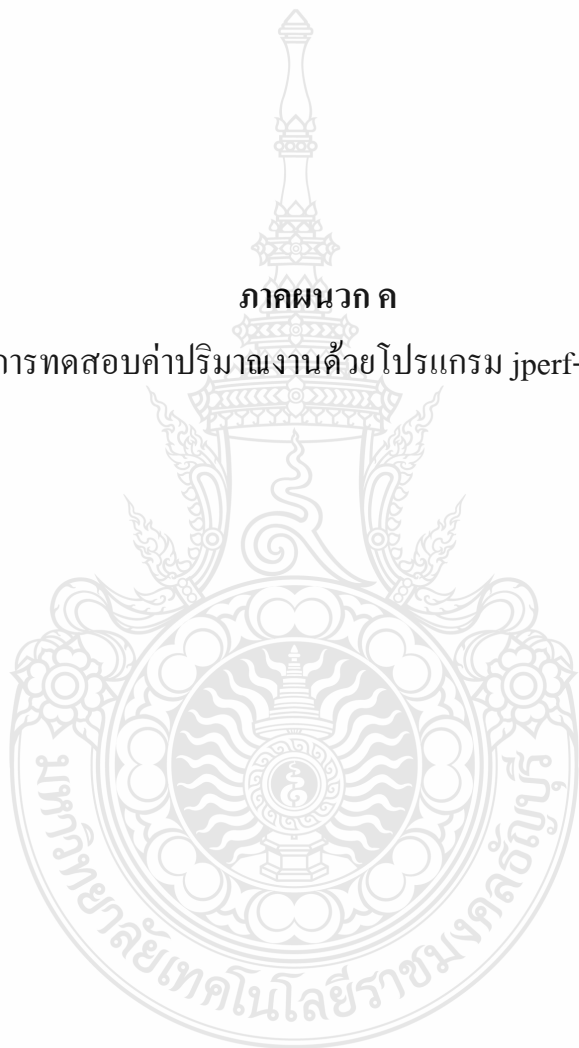 ภาคผนวก ค
การทดสอบค่าปริมาณงานด้วยโปรแกรม jperf-
มหาวิทยาลัยเทคโนโลยีราชมงคลธัญบุรี